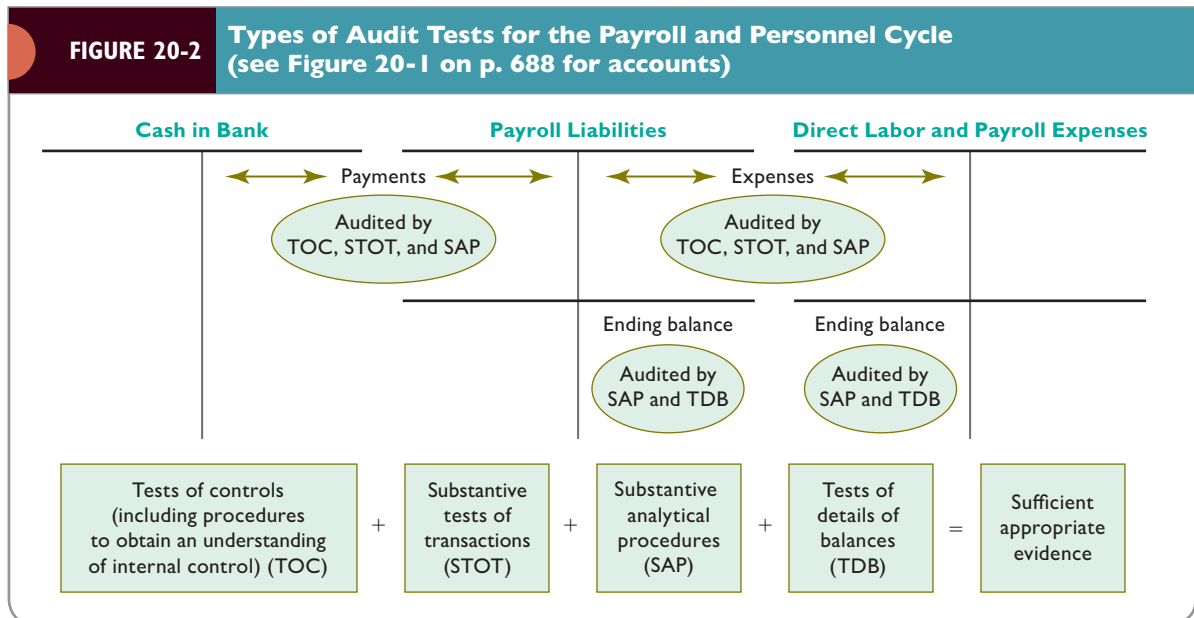 FIGURE 20-2
Types of Audit Tests for the Payroll and Personnel Cycle
(see Figure 20-1 on p. 688 for accounts)
Cash in Bank
Payroll Liabilities
Direct Labor and Payroll Expenses
Payments
Expenses
Audited by
TOC, STOT, and SAP
Audited by
TOC, STOT, and SAP
Ending balance
Ending balance
Audited by
SAP and TDB
Audited by
SAP and TDB
Tests of controls
(including procedures
to obtain an understanding
of internal control) (TOC)
+
Substantive
tests of
transactions
(STOT)
+
Substantive
analytical
procedures
(SAP)
+
Tests of
details of
balances
(TDB)
=
Sufficient
appropriate
evidence